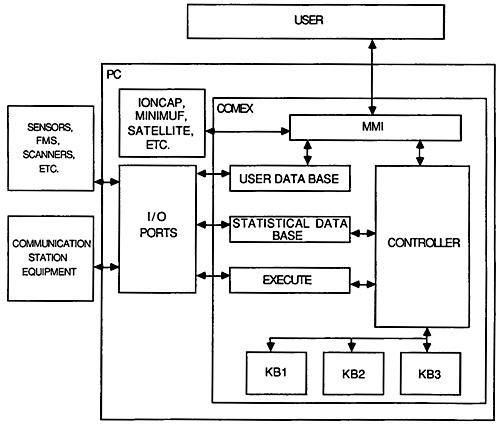 USER
PC
IONCAP,
MINIMUF,
SATELLITE,
ETC.
COMEX
MMI
SENSORS,
FMS,
SCANNERS,
ETC.
USER DATA BASE
I/O
PORTS
STATISTICAL DATA
BASE
CONTROLLER
COMMUNICATION
STATION
EQUIPMENT
EXECUTE
KB1
KB2
KB3